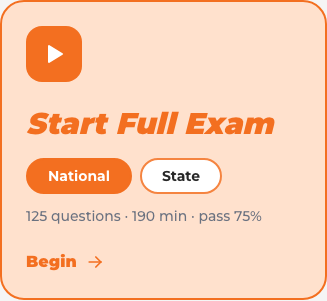 Start Full Exam
National State
125 questions · 190 min · pass 75%
Begin →